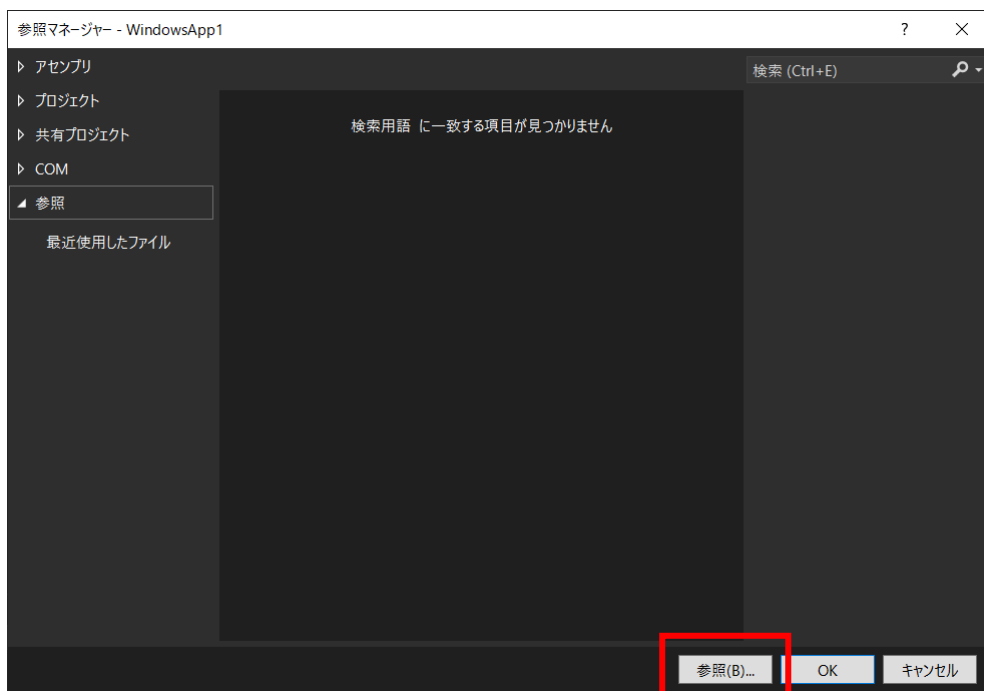 参照マネージャー - WindowsApp1
?
アセンブリ
検索 (Ctrl+E)
プロジェクト
検索用語 に一致する項目が見つかりません
共有プロジェクト
COM
参照
最近使用したファイル
参照(B)...
OK
キャンセル